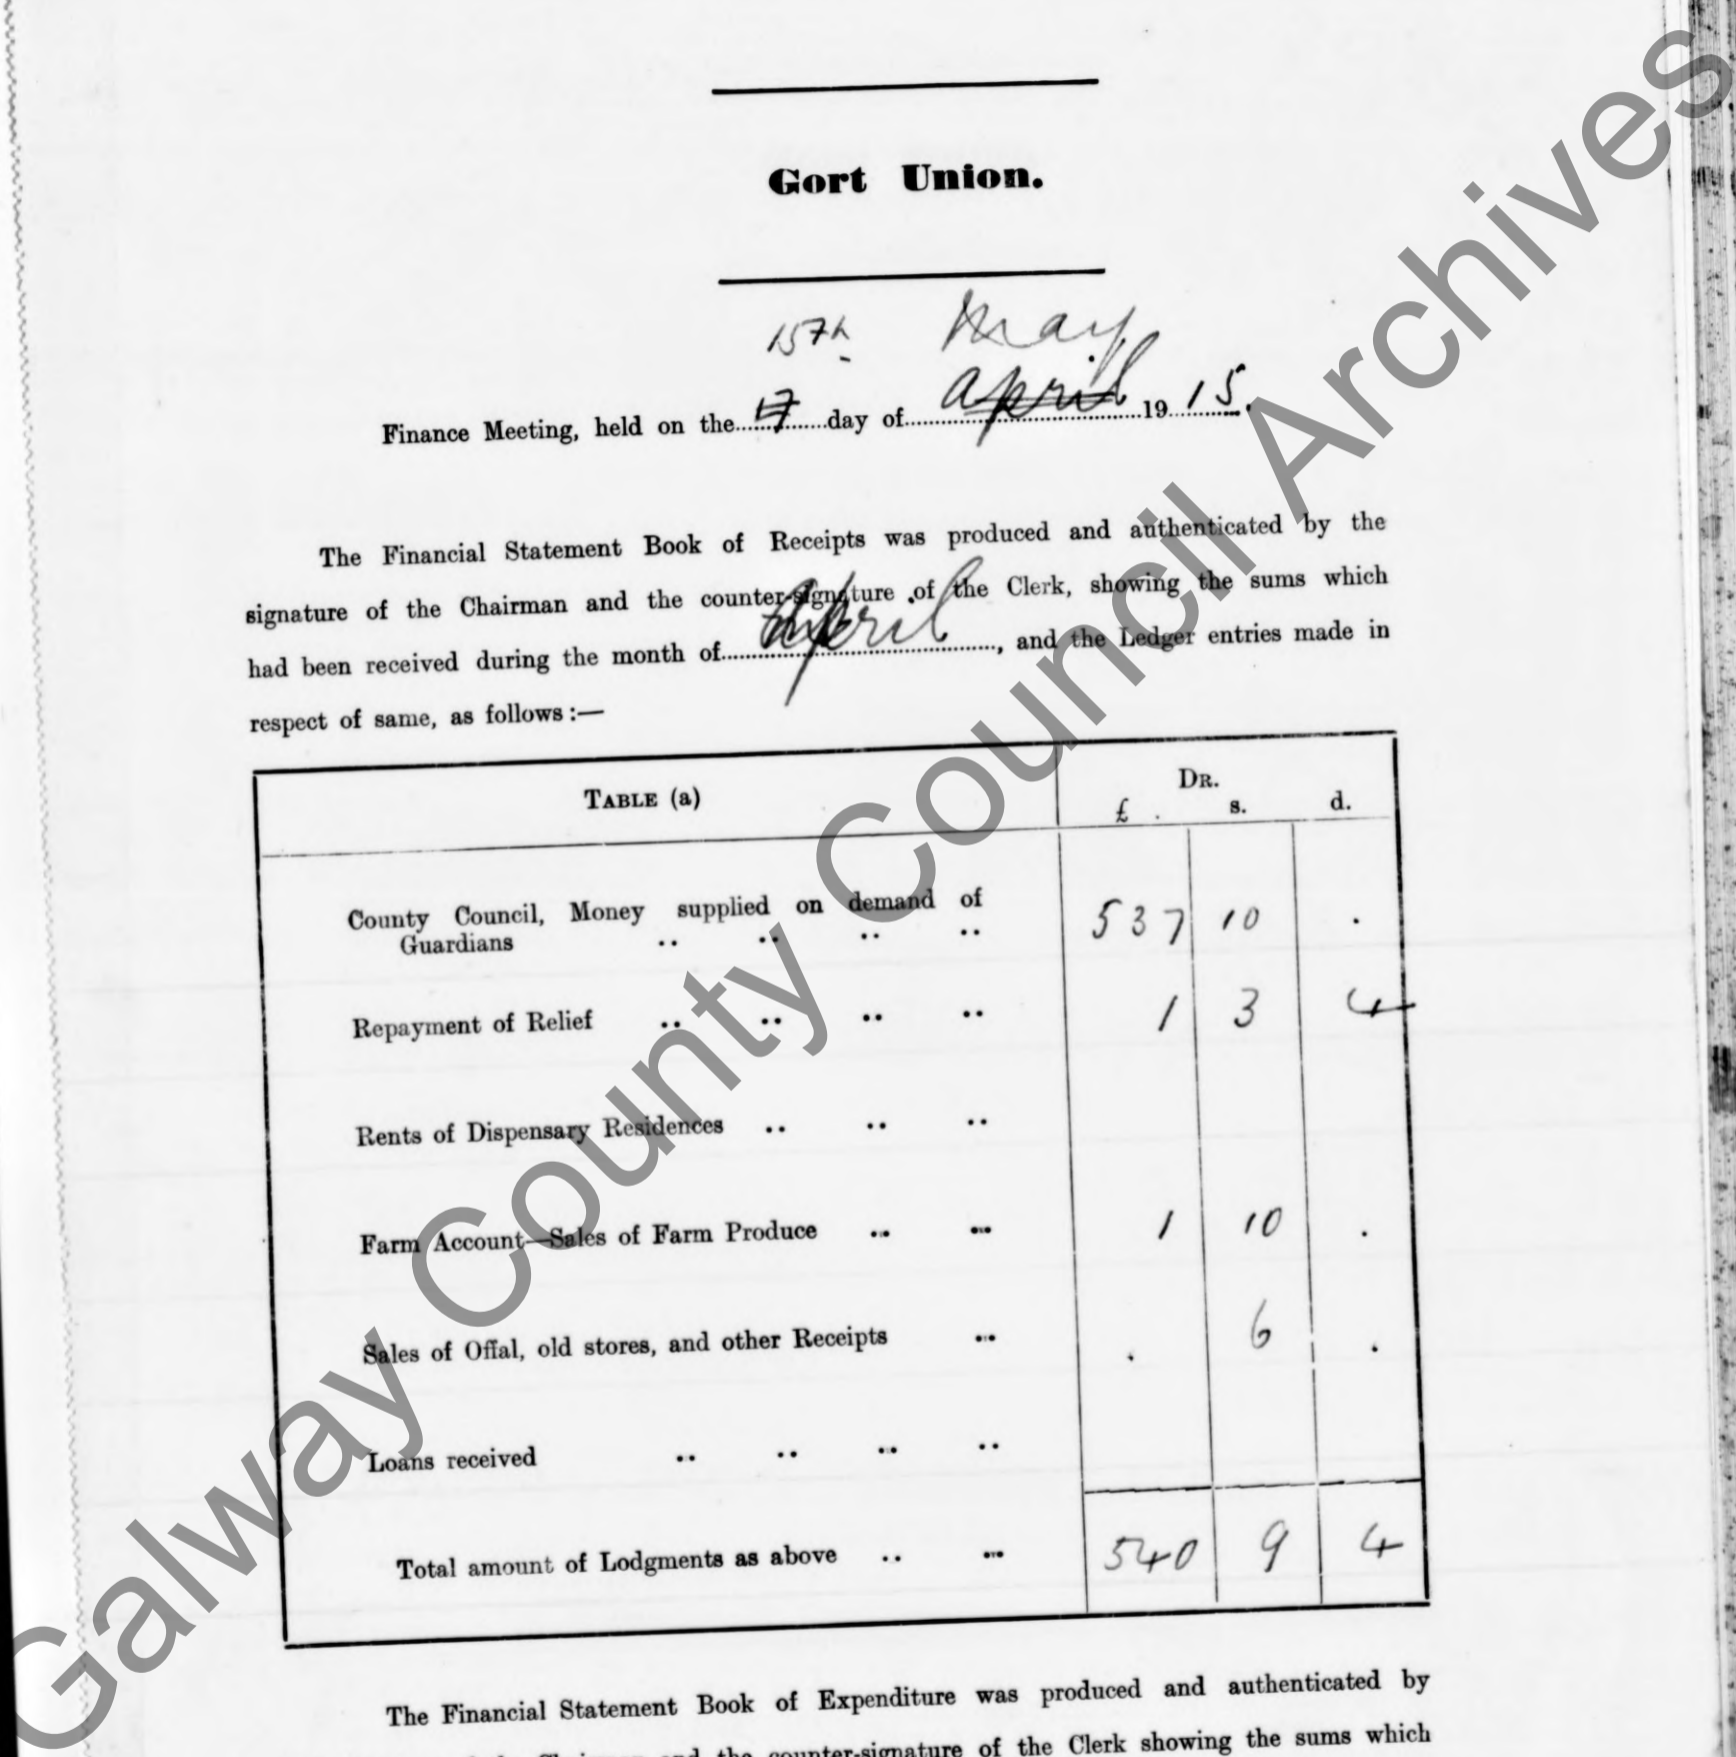 Gort Union.
15th May
Finance Meeting, held on the 17 day of April 1915.
The Financial Statement Book of Receipts was produced and authenticated by the
signature of the Chairman and the counter-signature of the Clerk, showing the sums which
had been received during the month of April, and the Ledger entries made in
respect of same, as follows:—
TABLE (a) DR.
£ s. d.
County Council, Money supplied on demand of
Guardians .. .. .. .. 537 10 .
Repayment of Relief .. .. .. .. 1 3 4
Rents of Dispensary Residences .. .. ..
Farm Account—Sales of Farm Produce .. ... 1 10 .
Sales of Offal, old stores, and other Receipts ... . 6 .
Loans received .. .. .. ..
Total amount of Lodgments as above .. ... 540 9 4
The Financial Statement Book of Expenditure was produced and authenticated by
the counter-signature of the Clerk showing the sums which
Galway County Council Archives